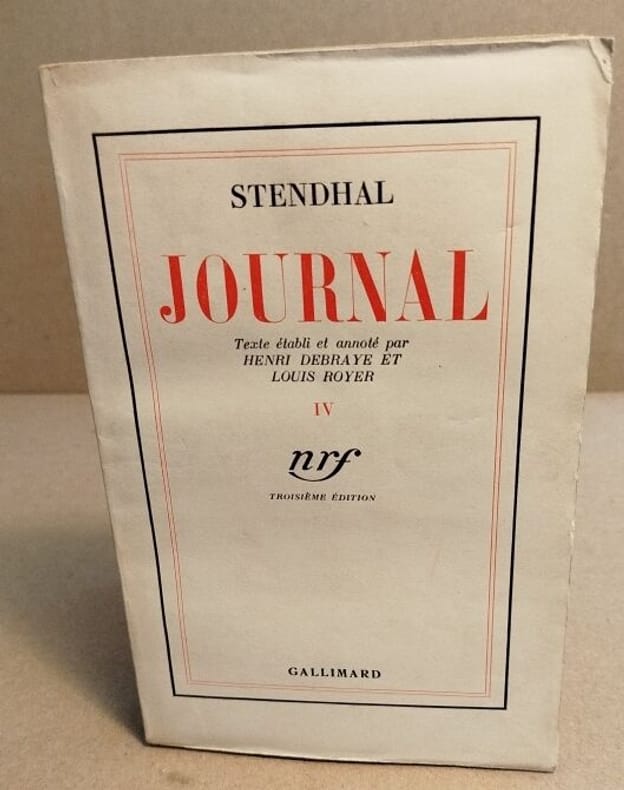 STENDHAL
JOURNAL
Texte établi et annoté par
HENRI DEBRAYE ET
LOUIS ROYER
IV
nrf
TROISIÈME ÉDITION
GALLIMARD